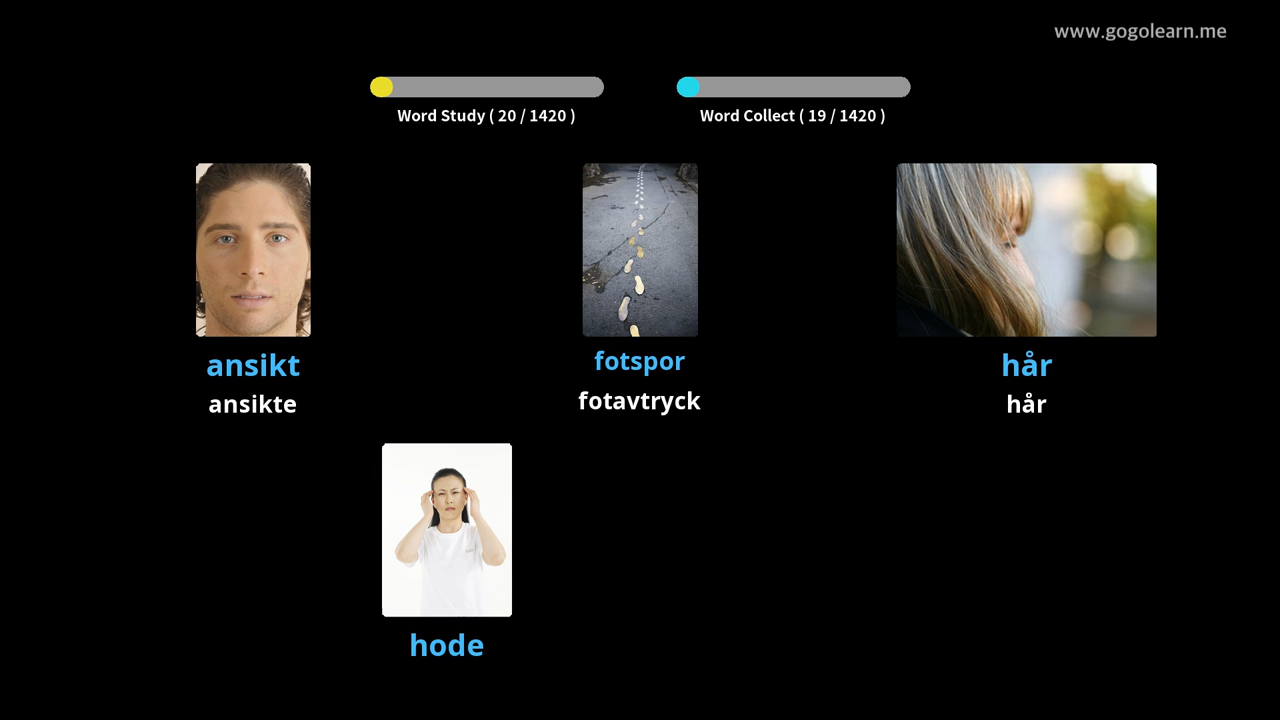 www.gogolearn.me
Word Study ( 20 / 1420 )
Word Collect ( 19 / 1420 )
ansikt
ansikte
fotspor
fotavtryck
hår
hår
hode